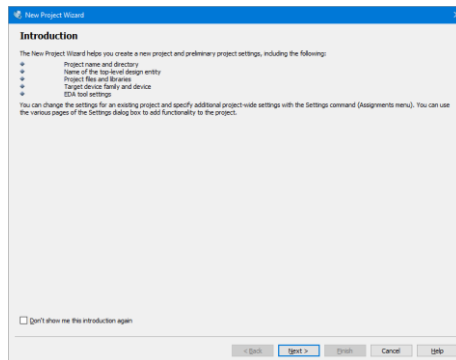 New Project Wizard
Introduction
The New Project Wizard helps you create a new project and preliminary project settings, including the following:
Project name and directory
Name of the top-level design entity
Project files and libraries
Target device family and device
EDA tool settings
You can change the settings for an existing project and specify additional project-wide settings with the Settings command (Assignments menu). You can use
the various pages of the Settings dialog box to add functionality to the project.
Don't show me this introduction again
< Back Next > Finish Cancel Help